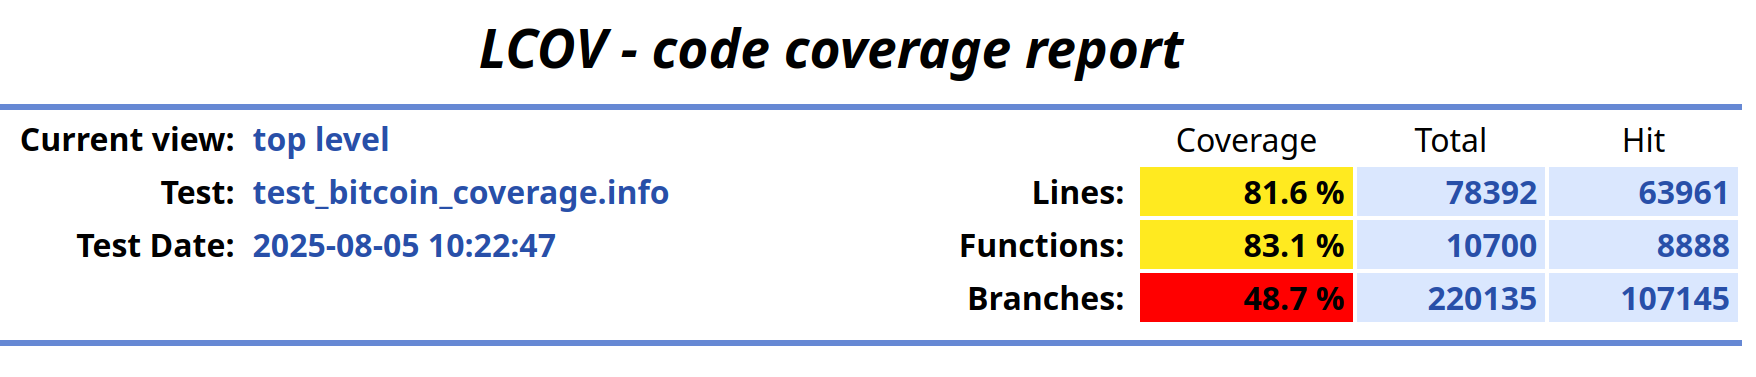 LCOV - code coverage report
Current view: top level Coverage Total Hit
Test: test_bitcoin_coverage.info Lines: 81.6 % 78392 63961
Test Date: 2025-08-05 10:22:47 Functions: 83.1 % 10700 8888
Branches: 48.7 % 220135 107145